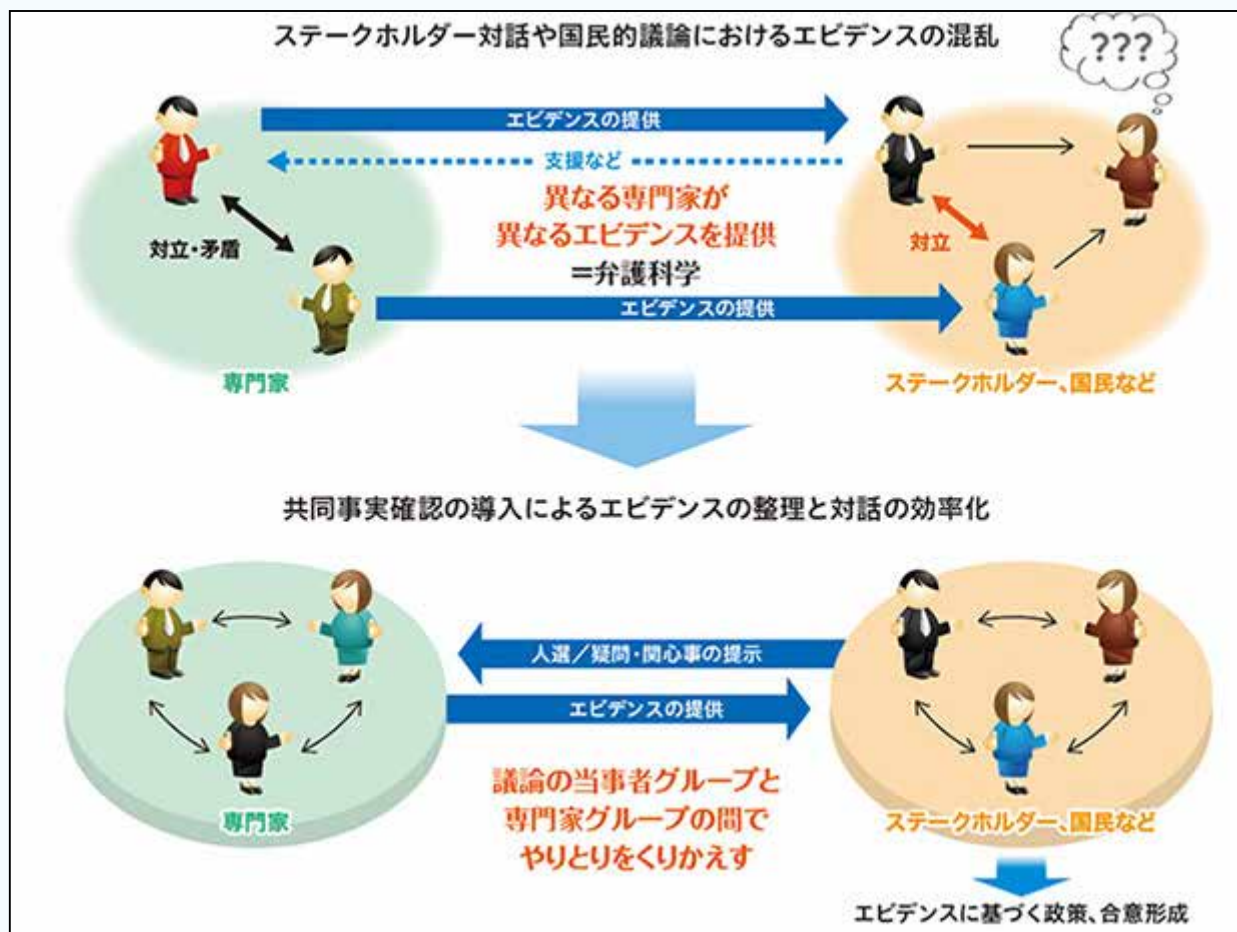 ステークホルダー対話や国民的議論におけるエビデンスの混乱
???
エビデンスの提供
支援など
異なる専門家が
異なるエビデンスを提供
=弁護科学
対立・矛盾
対立
エビデンスの提供
専門家
ステークホルダー、国民など
共同事実確認の導入によるエビデンスの整理と対話の効率化
人選/疑問・関心事の提示
エビデンスの提供
議論の当事者グループと
専門家グループの間で
やりとりをくりかえす
専門家
ステークホルダー、国民など
エビデンスに基づく政策、合意形成